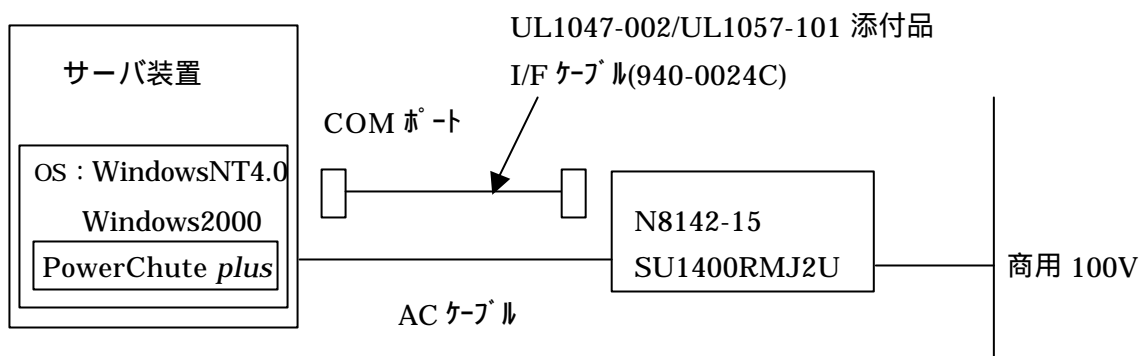 UL1047-002/UL1057-101 添付品
I/F ｹｰﾌﾞﾙ(940-0024C)
サーバ装置
COM ﾎﾟｰﾄ
OS：WindowsNT4.0
Windows2000
PowerChute plus
N8142-15
SU1400RMJ2U
商用 100V
AC ｹｰﾌﾞﾙ